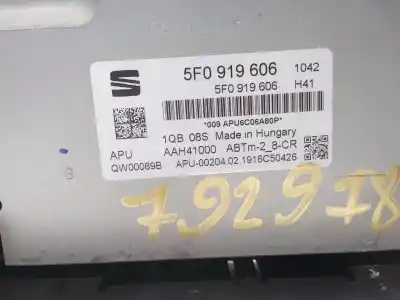 5F0 919 606 1042
5F0 919 606 H41
*009 APU6C06A60P*
1QB 08S Made in Hungary
APU AAH41000 ABTm-2_8-CR
QW00069B APU-00204.02.1916C50426
792978